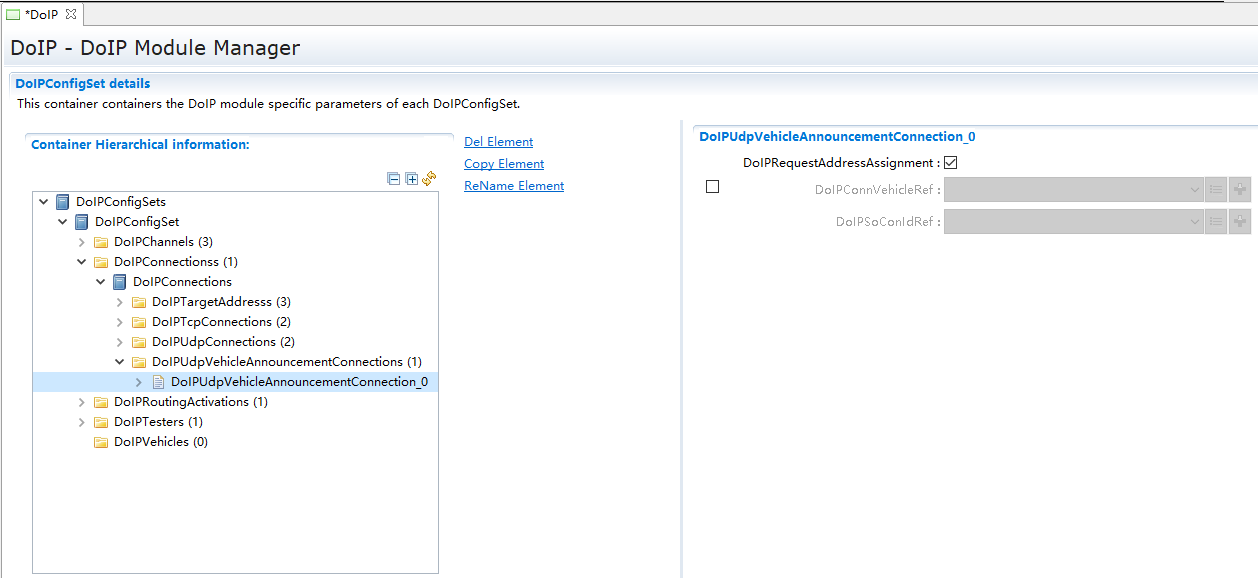 *DoIP
DoIP - DoIP Module Manager
DoIPConfigSet details
This container containers the DoIP module specific parameters of each DoIPConfigSet.
Container Hierarchical information:
Del Element
Copy Element
ReName Element
DoIPConfigSets
DoIPConfigSet
DoIPChannels (3)
DoIPConnectionss (1)
DoIPConnections
DoIPTargetAddresss (3)
DoIPTcpConnections (2)
DoIPUdpConnections (2)
DoIPUdpVehicleAnnouncementConnections (1)
DoIPUdpVehicleAnnouncementConnection_0
DoIPRoutingActivations (1)
DoIPTesters (1)
DoIPVehicles (0)
DoIPUdpVehicleAnnouncementConnection_0
DoIPRequestAddressAssignment :
DoIPConnVehicleRef :
DoIPSoConIdRef :